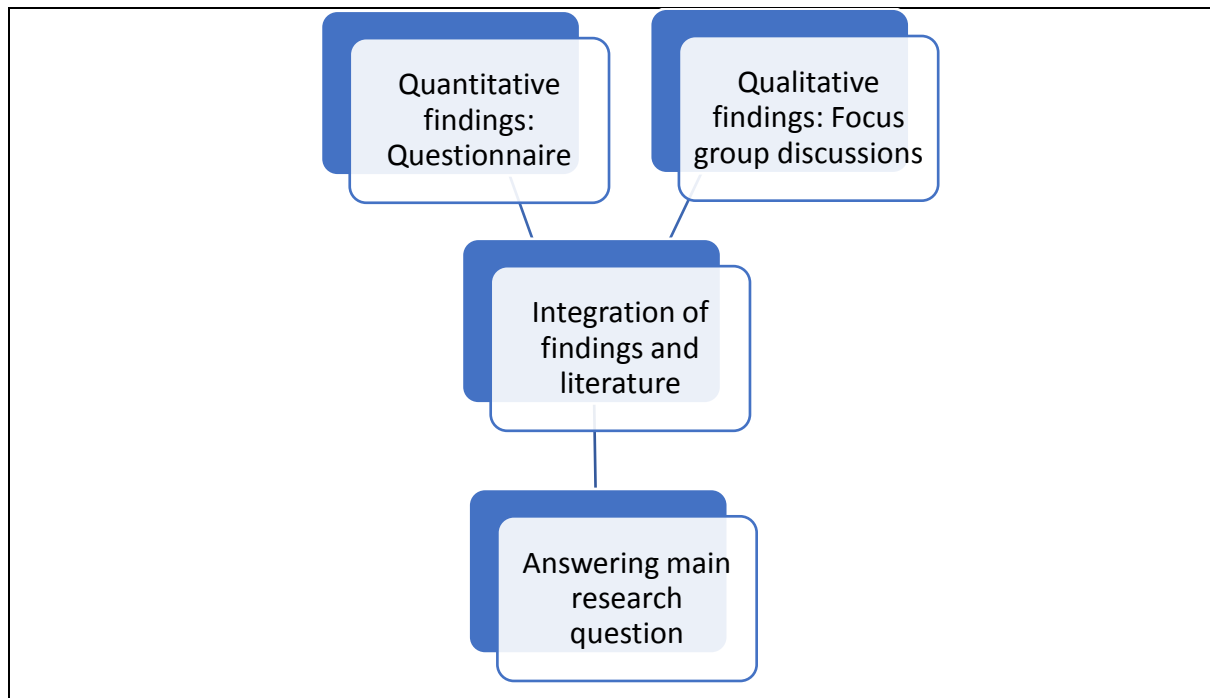 Quantitative
findings:
Questionnaire
Qualitative
findings: Focus
group discussions
Integration of
findings and
literature
Answering main
research
question